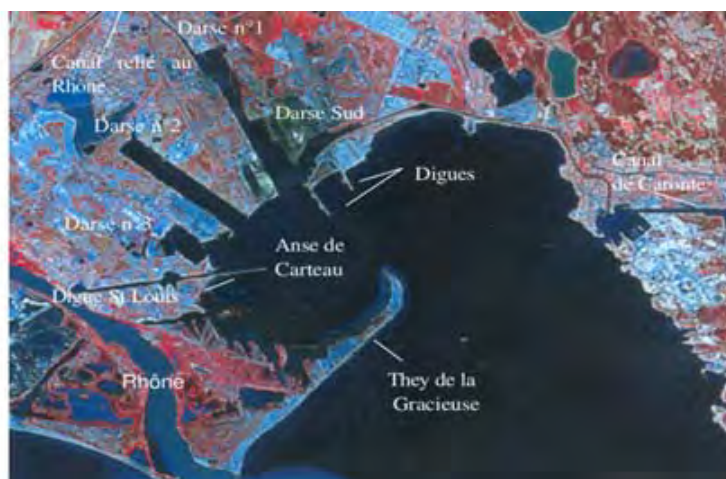 Darse n°1
Canal relié au
Rhône
Darse Sud
Darse n°2
Canal
de Caronte
Digues
Darse n°3
Anse de
Carteau
Digue St Louis
Rhône
They de la
Gracieuse